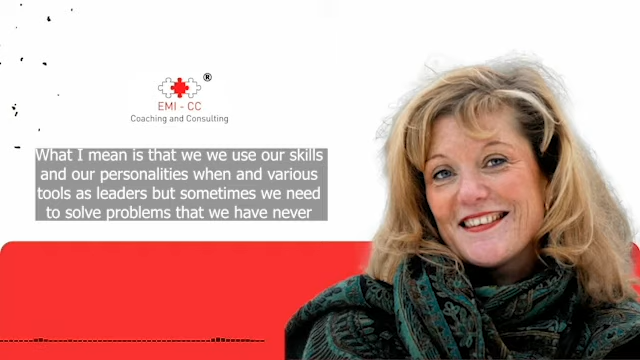 ®
EMI - CC
Coaching and Consulting
What I mean is that we we use our skills
and our personalities when and various
tools as leaders but sometimes we need
to solve problems that we have never